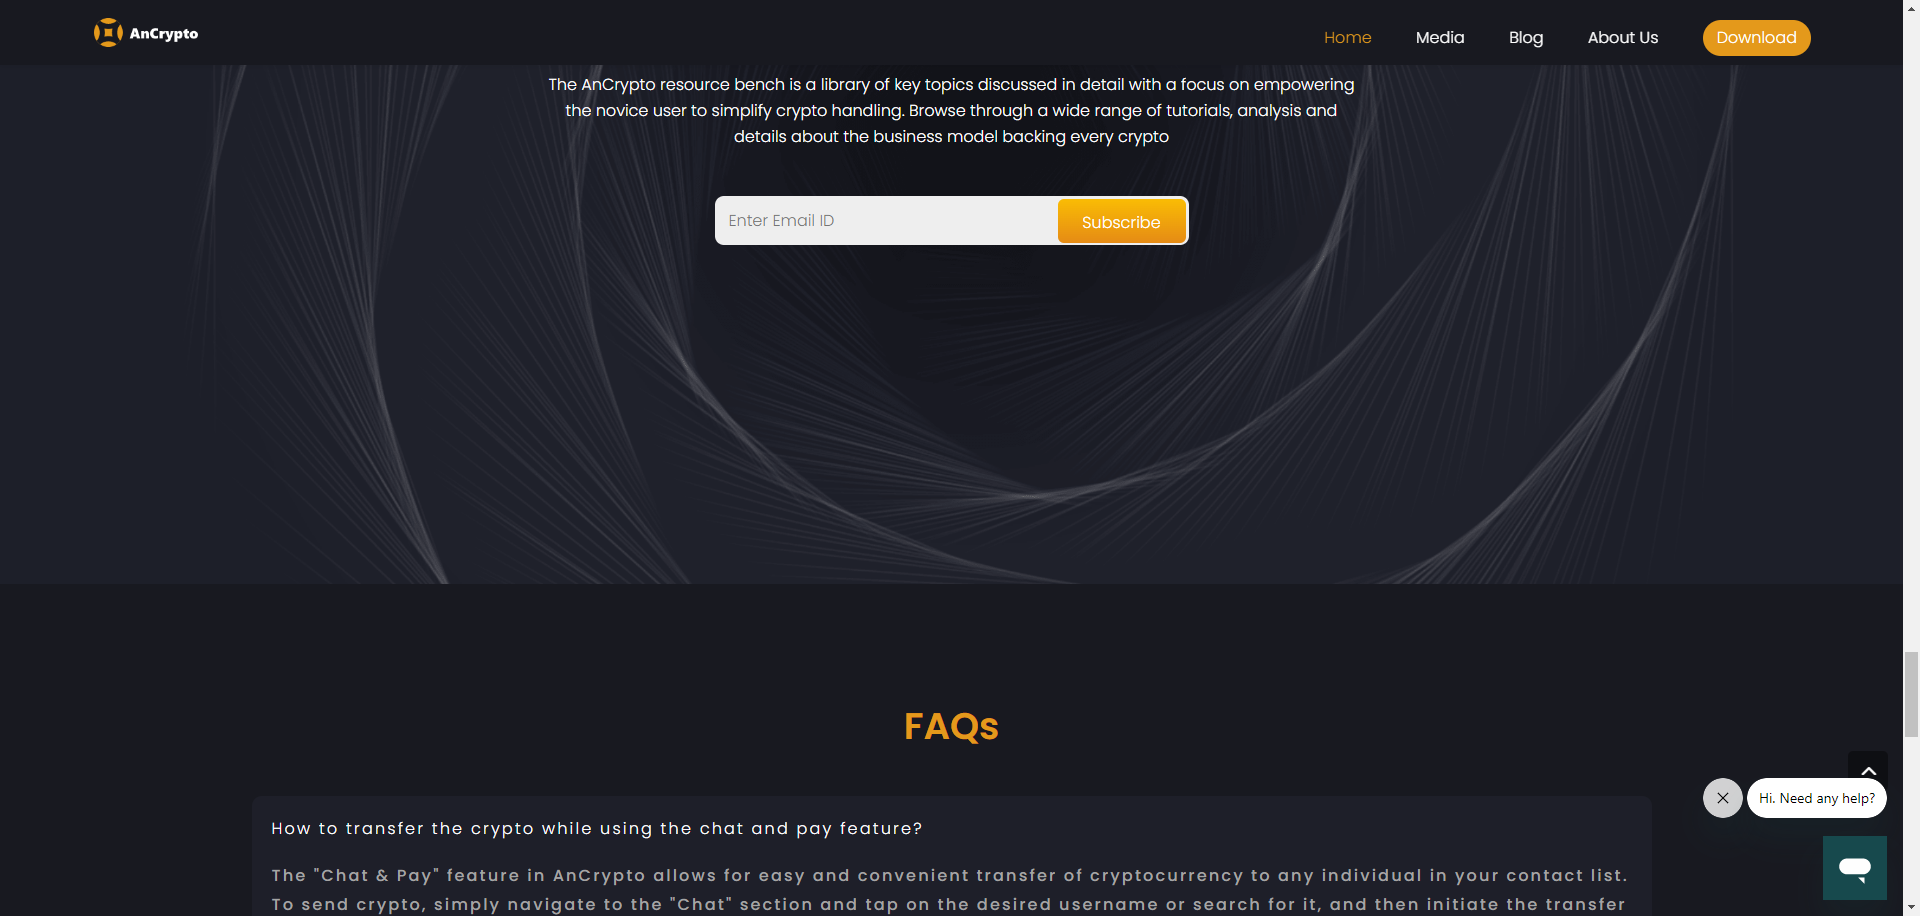 AnCrypto
Home Media Blog About Us Download
The AnCrypto resource bench is a library of key topics discussed in detail with a focus on empowering
the novice user to simplify crypto handling. Browse through a wide range of tutorials, analysis and
details about the business model backing every crypto
Enter Email ID Subscribe
FAQs
Hi. Need any help?
How to transfer the crypto while using the chat and pay feature?
The "Chat & Pay" feature in AnCrypto allows for easy and convenient transfer of cryptocurrency to any individual in your contact list.
To send crypto, simply navigate to the "Chat" section and tap on the desired username or search for it, and then initiate the transfer